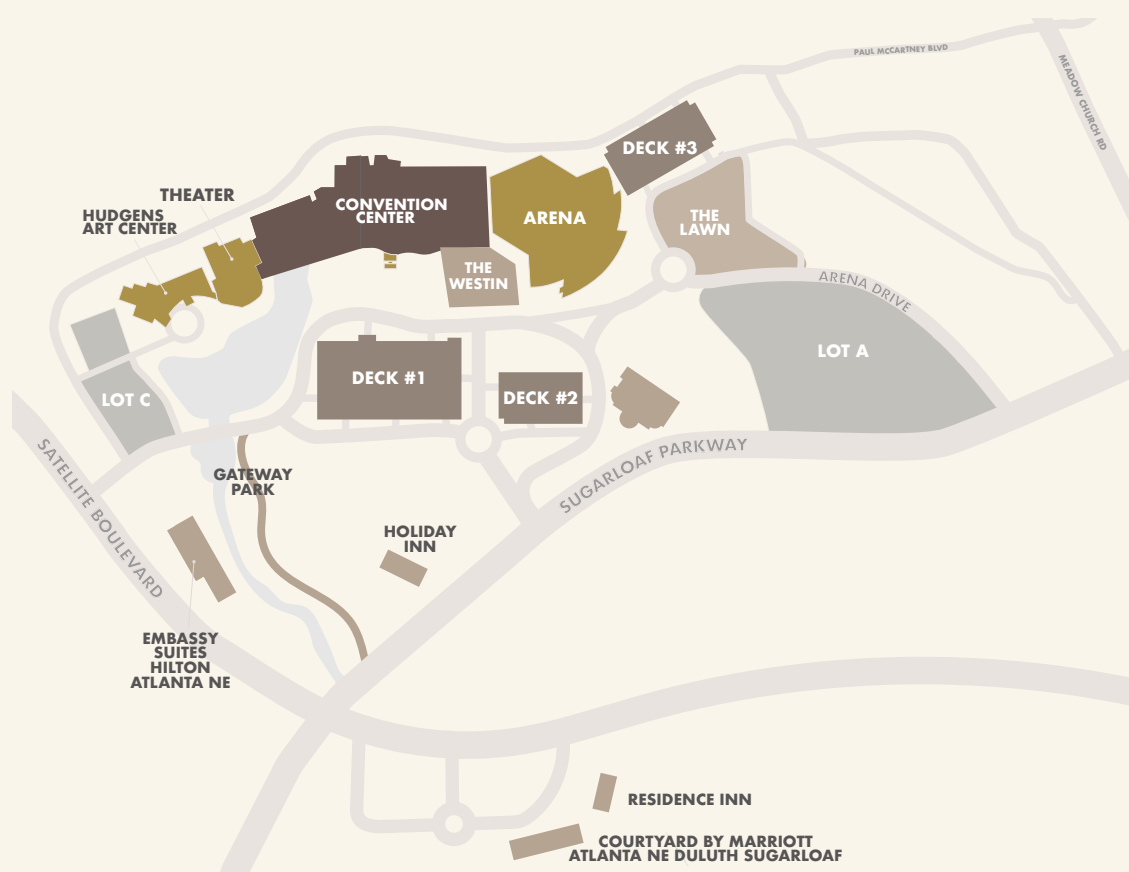 PAUL MCCARTNEY BLVD
MEADOW CHURCH RD
DECK #3
THEATER
HUDGENS
ART CENTER
CONVENTION
CENTER
ARENA
THE
LAWN
THE
WESTIN
ARENA DRIVE
LOT A
DECK #1
DECK #2
LOT C
SUGARLOAF PARKWAY
SATELLITE BOULEVARD
GATEWAY
PARK
HOLIDAY
INN
EMBASSY
SUITES
HILTON
ATLANTA NE
RESIDENCE INN
COURTYARD BY MARRIOTT
ATLANTA NE DULUTH SUGARLOAF